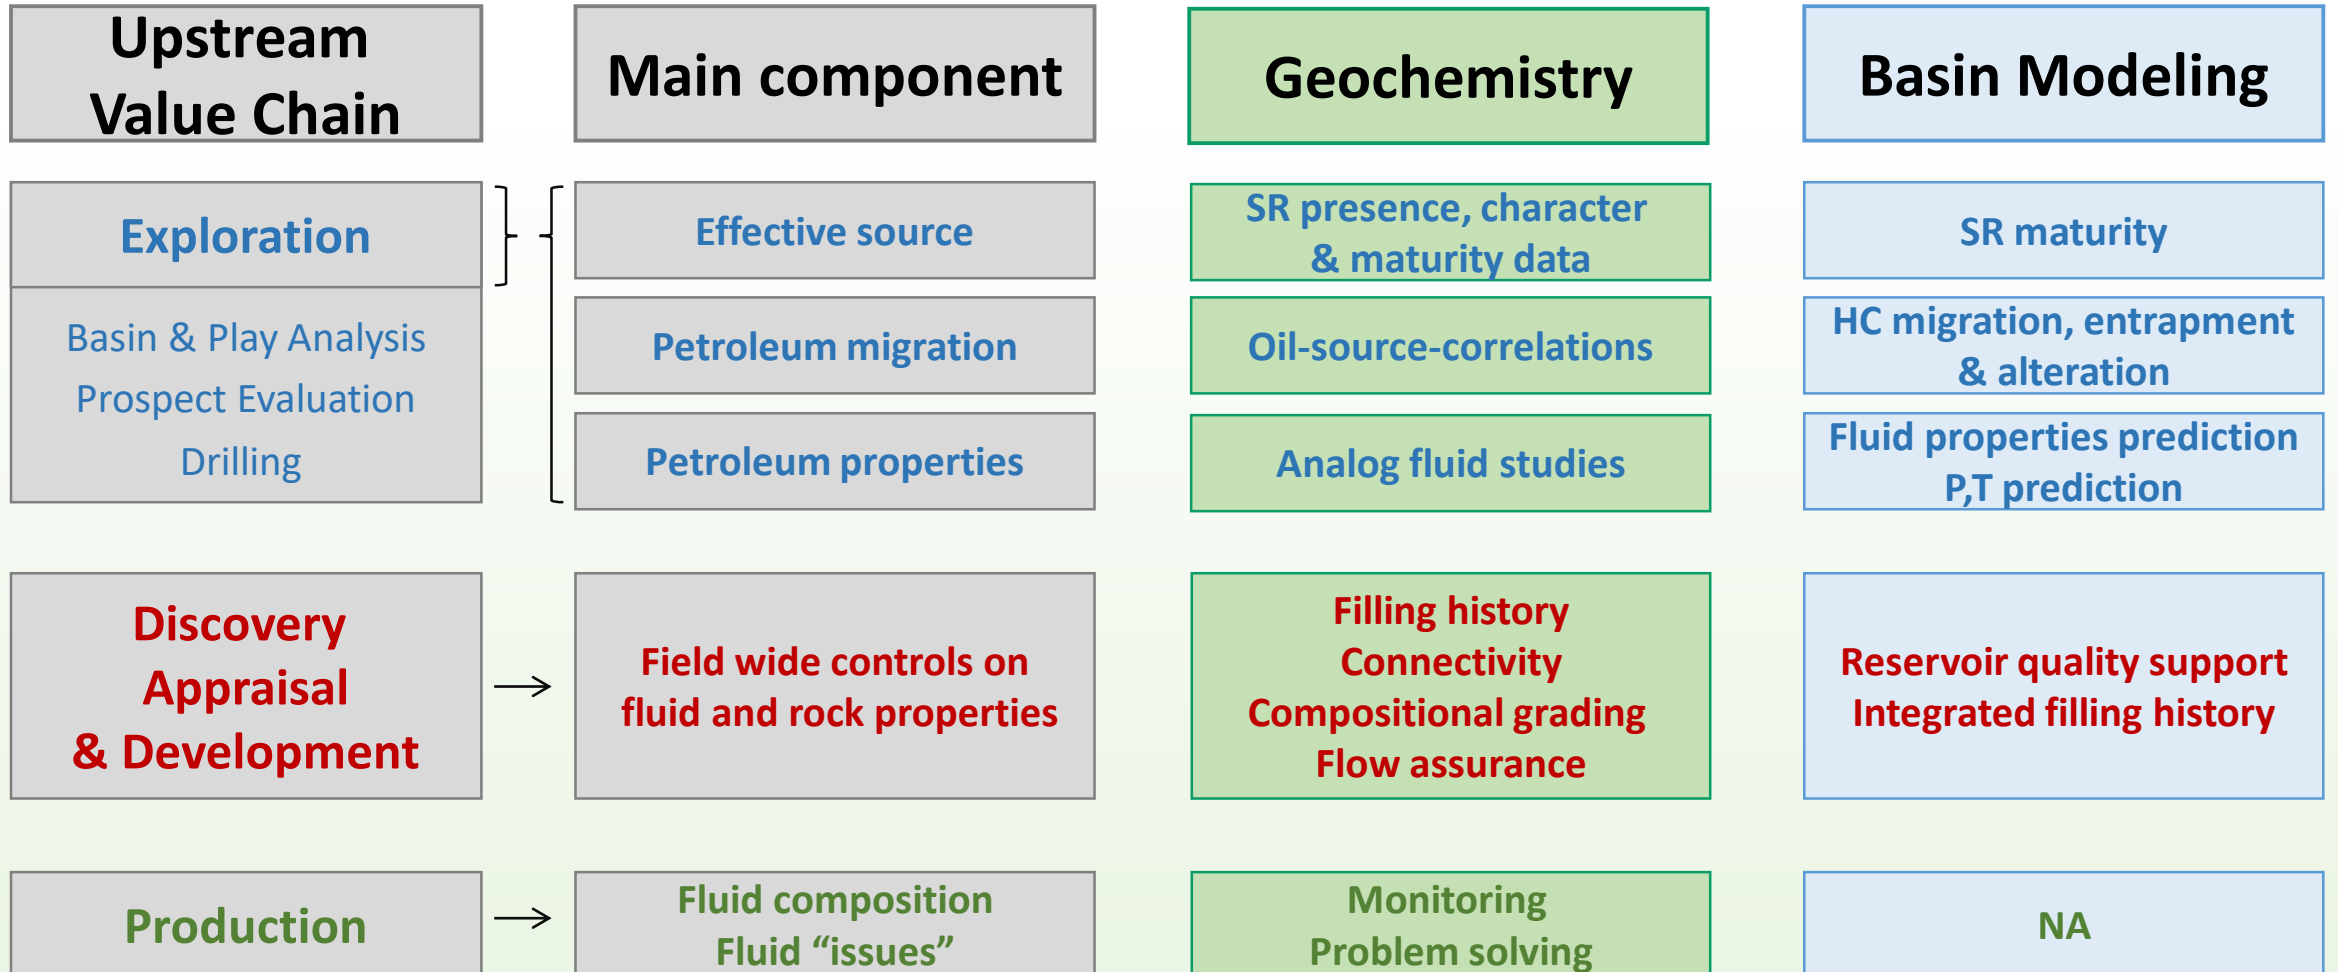 Upstream
Value Chain
Main component
Geochemistry
Basin Modeling
Exploration
Basin & Play Analysis
Prospect Evaluation
Drilling
Effective source
SR presence, character
& maturity data
SR maturity
Petroleum migration
Oil-source-correlations
HC migration, entrapment
& alteration
Petroleum properties
Analog fluid studies
Fluid properties prediction
P,T prediction
Discovery
Appraisal
& Development
Field wide controls on
fluid and rock properties
Filling history
Connectivity
Compositional grading
Flow assurance
Reservoir quality support
Integrated filling history
Production
Fluid composition
Fluid “issues”
Monitoring
Problem solving
NA